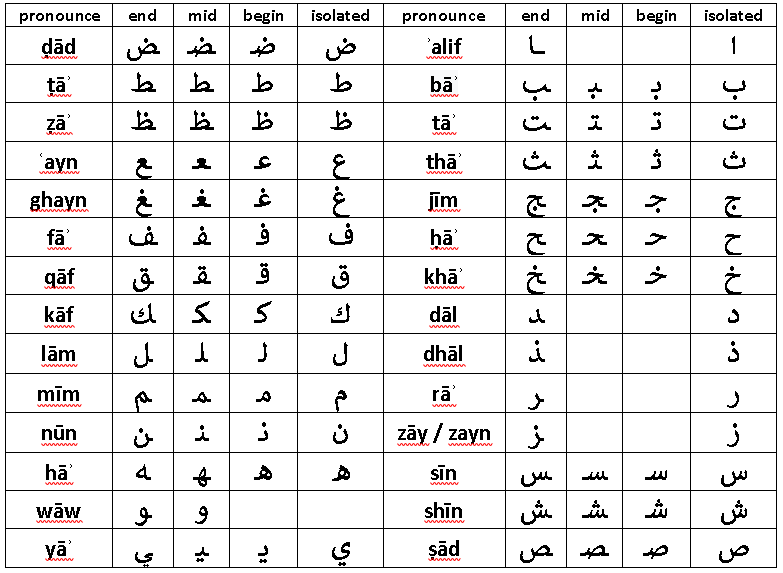 pronounce end mid begin isolated pronounce end mid begin isolated
ḍād ـض ـضـ ضـ ض ʾalif ـا ا
ṭāʾ ـط ـطـ طـ ط bāʾ ـب ـبـ بـ ب
ẓāʾ ـظ ـظـ ظـ ظ tāʾ ـت ـتـ تـ ت
ʿayn ـع ـعـ عـ ع thāʾ ـث ـثـ ثـ ث
ghayn ـغ ـغـ غـ غ jīm ـج ـجـ جـ ج
fāʾ ـف ـفـ فـ ف ḥāʾ ـح ـحـ حـ ح
qāf ـق ـقـ قـ ق khāʾ ـخ ـخـ خـ خ
kāf ـك ـكـ كـ ك dāl ـد د
lām ـل ـلـ لـ ل dhāl ـذ ذ
mīm ـم ـمـ مـ م rāʾ ـر ر
nūn ـن ـنـ نـ ن zāy / zayn ـز ز
hāʾ ـه ـهـ هـ ه sīn ـس ـسـ سـ س
wāw ـو و shīn ـش ـشـ شـ ش
yāʾ ـي ـيـ يـ ي ṣād ـص ـصـ صـ ص